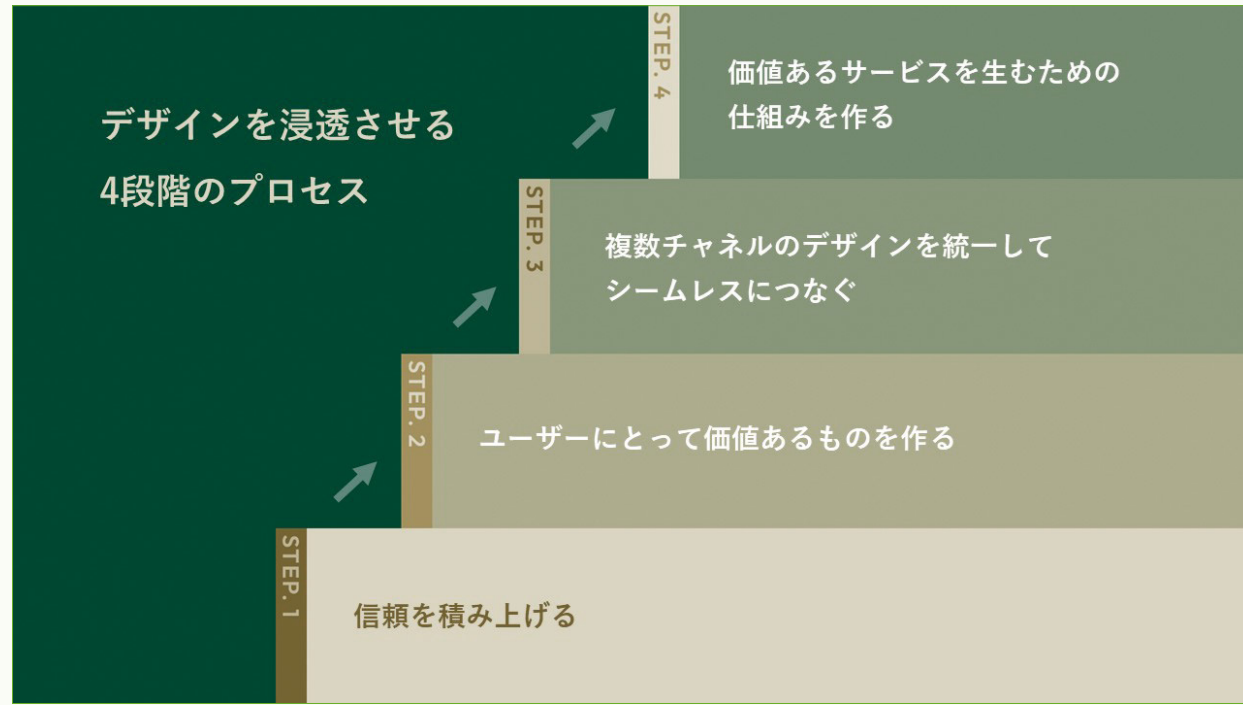 デザインを浸透させる
4段階のプロセス
STEP. 4
価値あるサービスを生むための
仕組みを作る
STEP. 3
複数チャネルのデザインを統一して
シームレスにつなぐ
STEP. 2
ユーザーにとって価値あるものを作る
STEP. 1
信頼を積み上げる